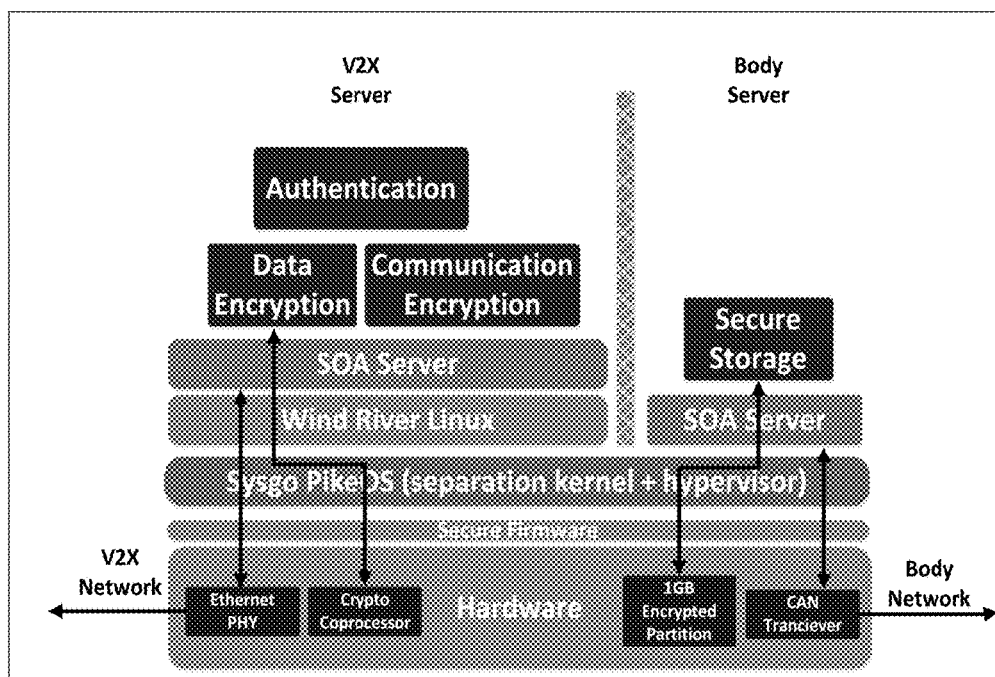 V2X
Server
Body
Server
Authentication
Data
Encryption
Communication
Encryption
Secure
Storage
SOA Server
SOA Server
Wind River Linux
Sysgo PikeOS (separation kernel + hypervisor)
Secure Firmware
V2X
Network
Ethernet
PHY
Crypto
Coprocessor
Hardware
1GB
Encrypted
Partition
CAN
Tranciever
Body
Network